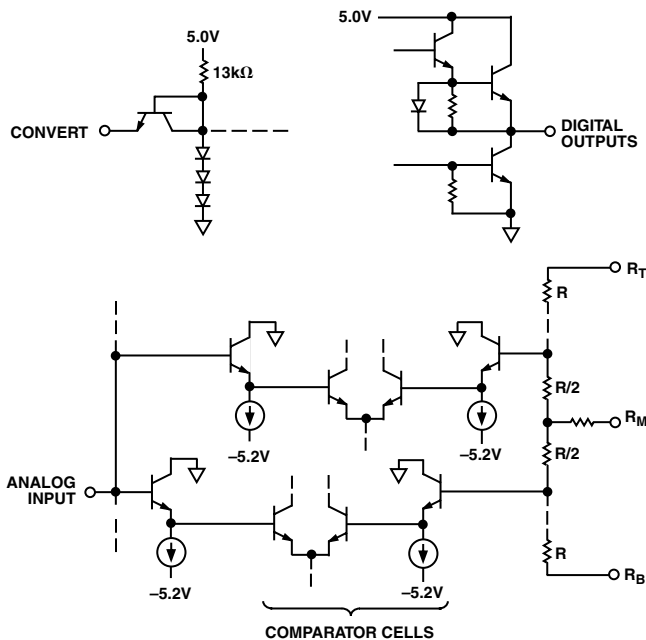 5.0V
13kΩ
CONVERT
5.0V
DIGITAL
OUTPUTS
R_T
R
R/2
R_M
R/2
–5.2V
–5.2V
ANALOG
INPUT
R
R_B
–5.2V
–5.2V
COMPARATOR CELLS